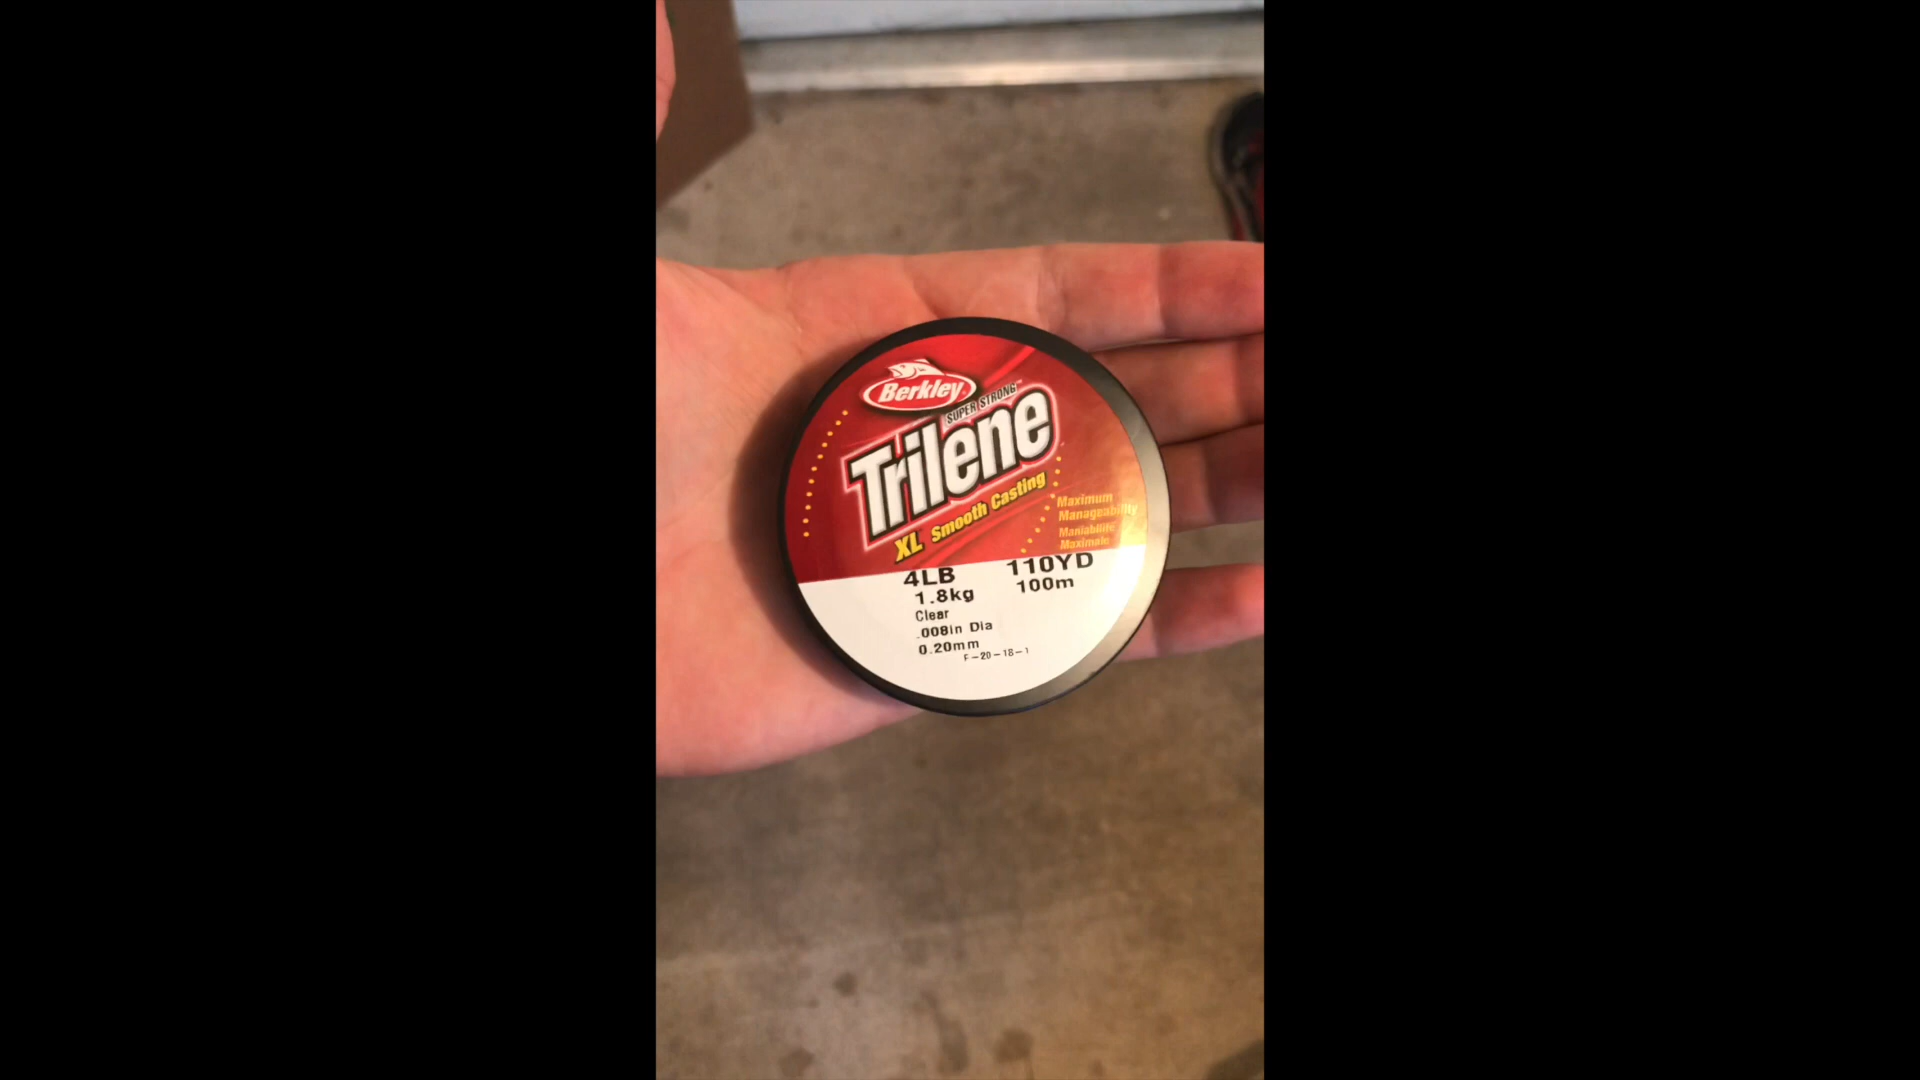 Berkley
SUPER STRONG™
Trilene
XL Smooth Casting
Maximum
Manageability
Maniabilité
Maximale
4LB
1.8kg
Clear
.008in Dia
0.20mm
110YD
100m
F-20-18-1